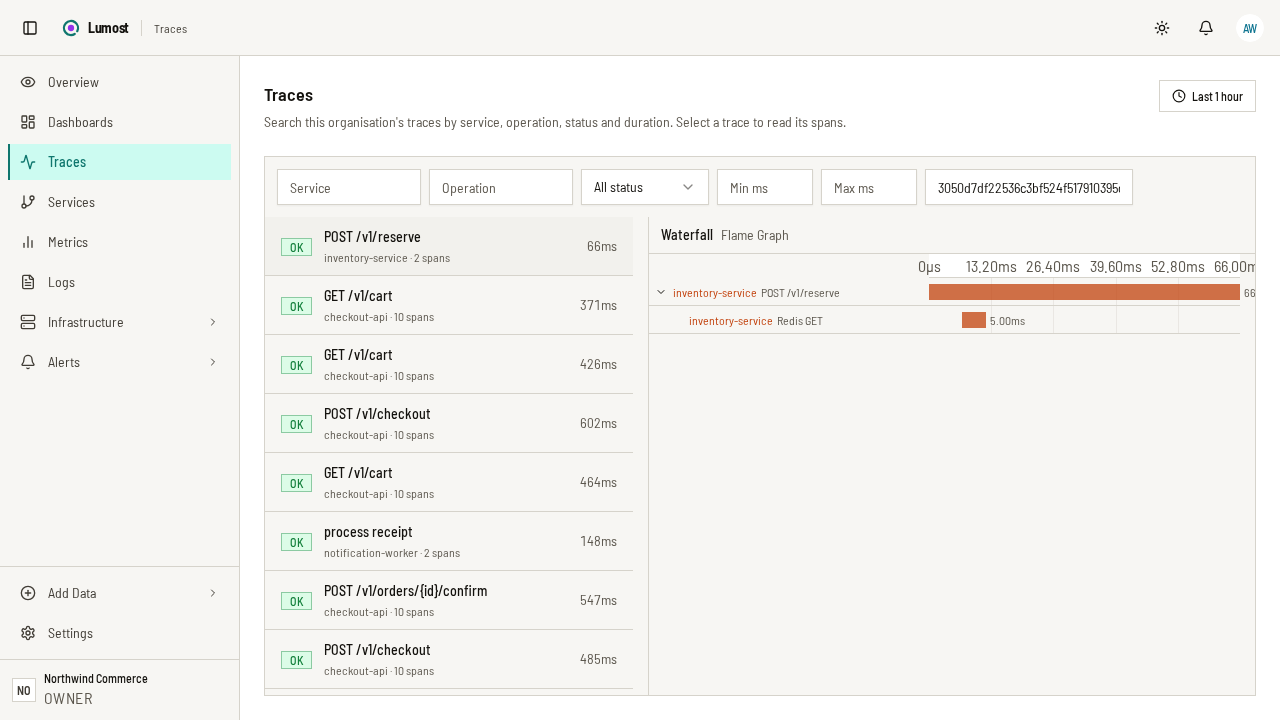 Lumost
Traces
AW
Overview
Dashboards
Traces
Services
Metrics
Logs
Infrastructure
Alerts
Add Data
Settings
NO
Northwind Commerce
OWNER
Traces
Last 1 hour
Search this organisation's traces by service, operation, status and duration. Select a trace to read its spans.
Service
Operation
All status
Min ms
Max ms
3050d7df22536c3bf524f517910395
OK
POST /v1/reserve
66ms
inventory-service · 2 spans
OK
GET /v1/cart
371ms
checkout-api · 10 spans
OK
GET /v1/cart
426ms
checkout-api · 10 spans
OK
POST /v1/checkout
602ms
checkout-api · 10 spans
OK
GET /v1/cart
464ms
checkout-api · 10 spans
OK
process receipt
148ms
notification-worker · 2 spans
OK
POST /v1/orders/{id}/confirm
547ms
checkout-api · 10 spans
OK
POST /v1/checkout
485ms
checkout-api · 10 spans
Waterfall
Flame Graph
0μs 13.20ms 26.40ms 39.60ms 52.80ms 66.00m
inventory-service POST /v1/reserve
66
inventory-service Redis GET
5.00ms